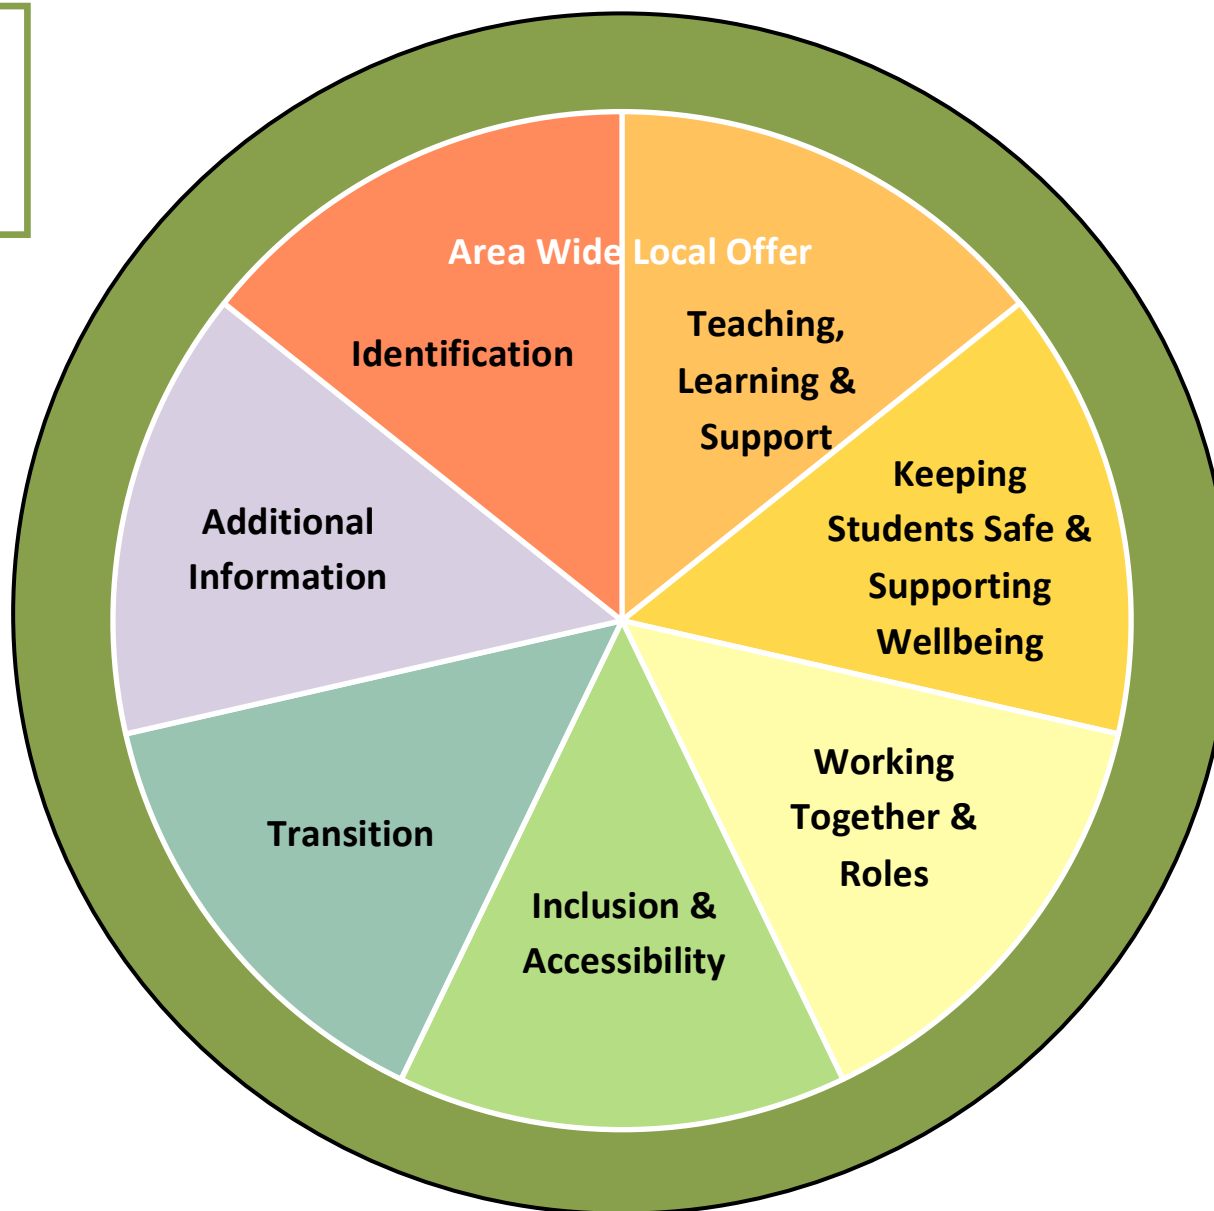 Area Wide Local Offer
Identification
Teaching,
Learning &
Support
Keeping
Students Safe &
Supporting
Wellbeing
Working
Together &
Roles
Inclusion &
Accessibility
Transition
Additional
Information